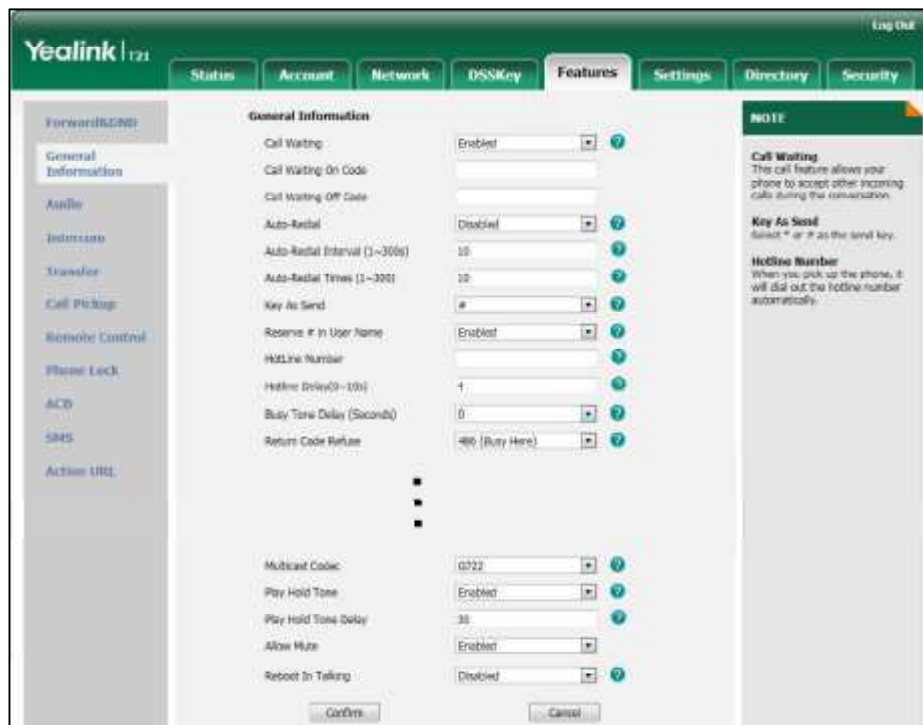 Log Out
Yealink T21
Status Account Network DSSKey Features Settings Directory Security
Forward&DND
General Information
Audio
Intercom
Transfer
Call Pickup
Remote Control
Phone Lock
ACD
SMS
Action URL
General Information
Call Waiting Enabled
Call Waiting On Code
Call Waiting Off Code
Auto-Redial Disabled
Auto-Redial Interval (1~300s) 10
Auto-Redial Times (1~300) 10
Key As Send #
Reserve # in User Name Enabled
HotLine Number
Hotline Delay(0~10s) 4
Busy Tone Delay (Seconds) 0
Return Code Refuse 486 (Busy Here)
Multicast Codec G722
Play Hold Tone Enabled
Play Hold Tone Delay 30
Allow Mute Enabled
Reboot In Talking Disabled
Confirm Cancel
NOTE
Call Waiting
This call feature allows your
phone to accept other incoming
calls during the conversation.
Key As Send
Select * or # as the send key.
Hotline Number
When you pick up the phone, it
will dial out the hotline number
automatically.